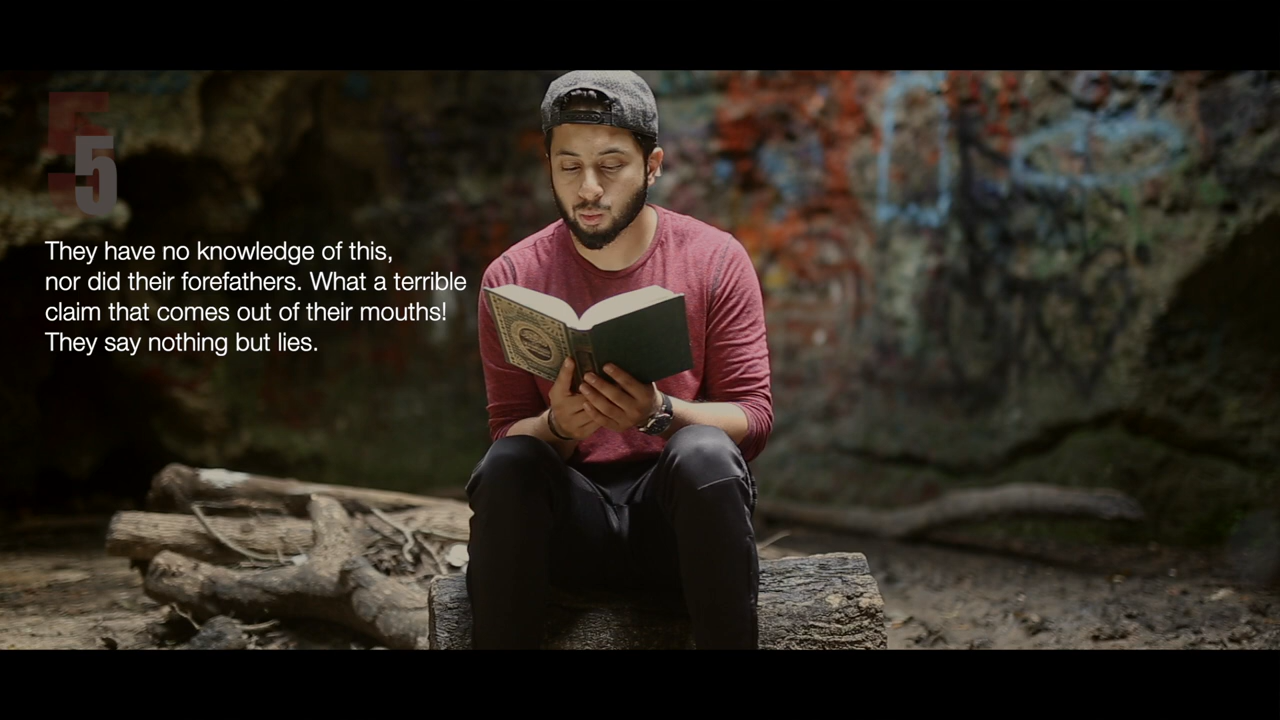 5
5
They have no knowledge of this,
nor did their forefathers. What a terrible
claim that comes out of their mouths!
They say nothing but lies.